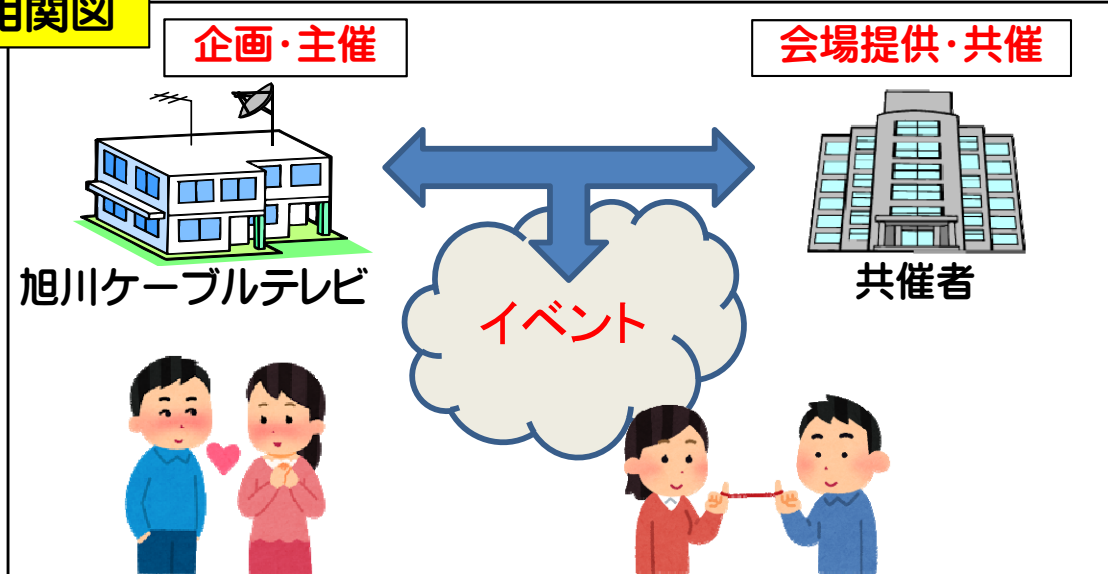 相関図
企画・主催
会場提供・共催
旭川ケーブルテレビ
共催者
イベント